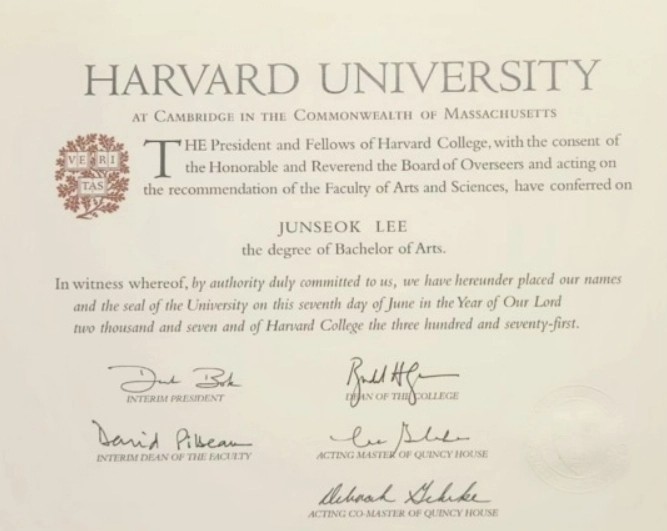 HARVARD UNIVERSITY
AT CAMBRIDGE IN THE COMMONWEALTH OF MASSACHUSETTS
VE RI
TAS
THE President and Fellows of Harvard College, with the consent of
the Honorable and Reverend the Board of Overseers and acting on
the recommendation of the Faculty of Arts and Sciences, have conferred on
JUNSEOK LEE
the degree of Bachelor of Arts.
In witness whereof, by authority duly committed to us, we have hereunder placed our names
and the seal of the University on this seventh day of June in the Year of Our Lord
two thousand and seven and of Harvard College the three hundred and seventy-first.
Derek Bok
INTERIM PRESIDENT
DEAN OF THE COLLEGE
David Pilbeam
INTERIM DEAN OF THE FACULTY
ACTING MASTER OF QUINCY HOUSE
Deborah Gehrke
ACTING CO-MASTER OF QUINCY HOUSE